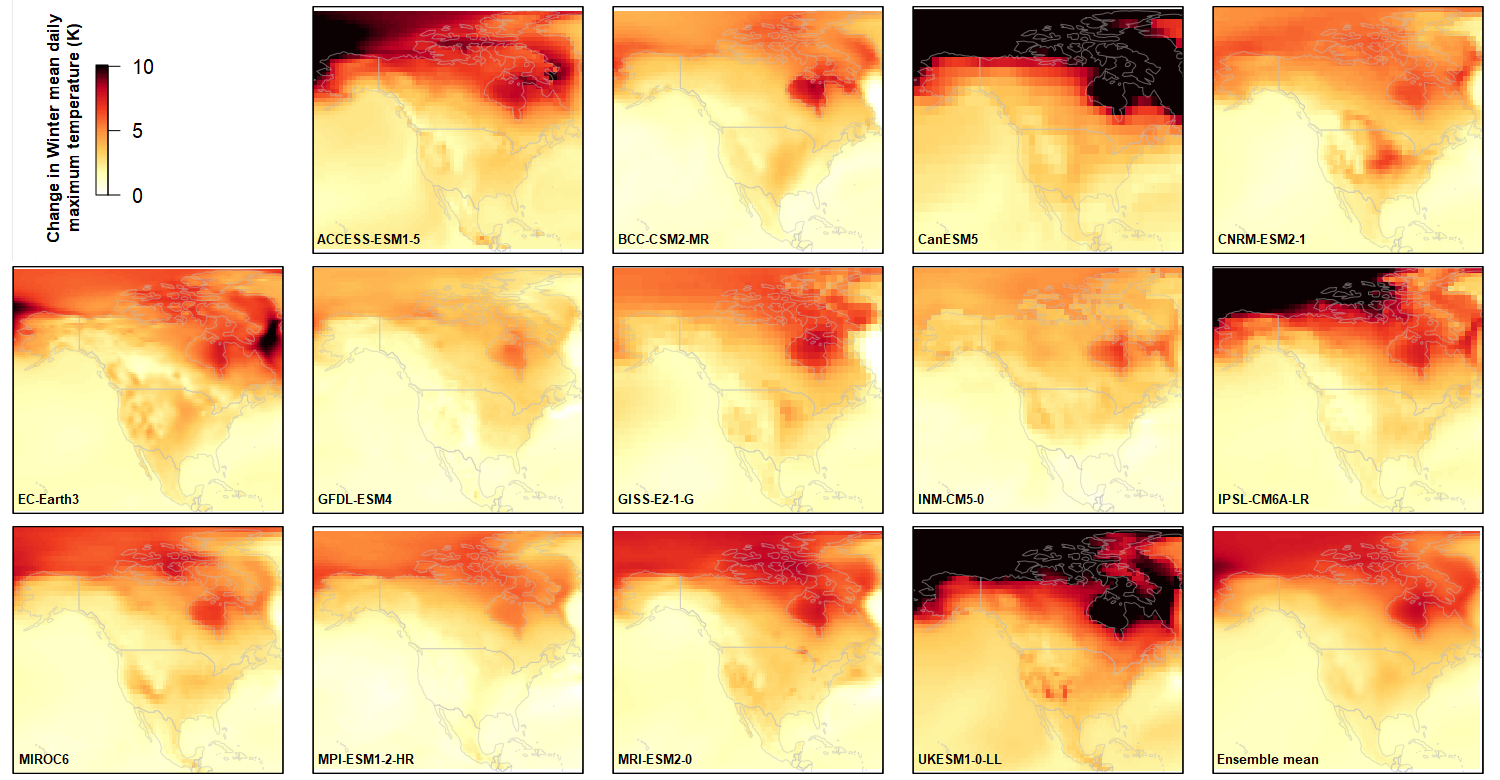 Change in Winter mean daily
maximum temperature (K)
10
5
0
ACCESS-ESM1-5
BCC-CSM2-MR
CanESM5
CNRM-ESM2-1
EC-Earth3
GFDL-ESM4
GISS-E2-1-G
INM-CM5-0
IPSL-CM6A-LR
MIROC6
MPI-ESM1-2-HR
MRI-ESM2-0
UKESM1-0-LL
Ensemble mean